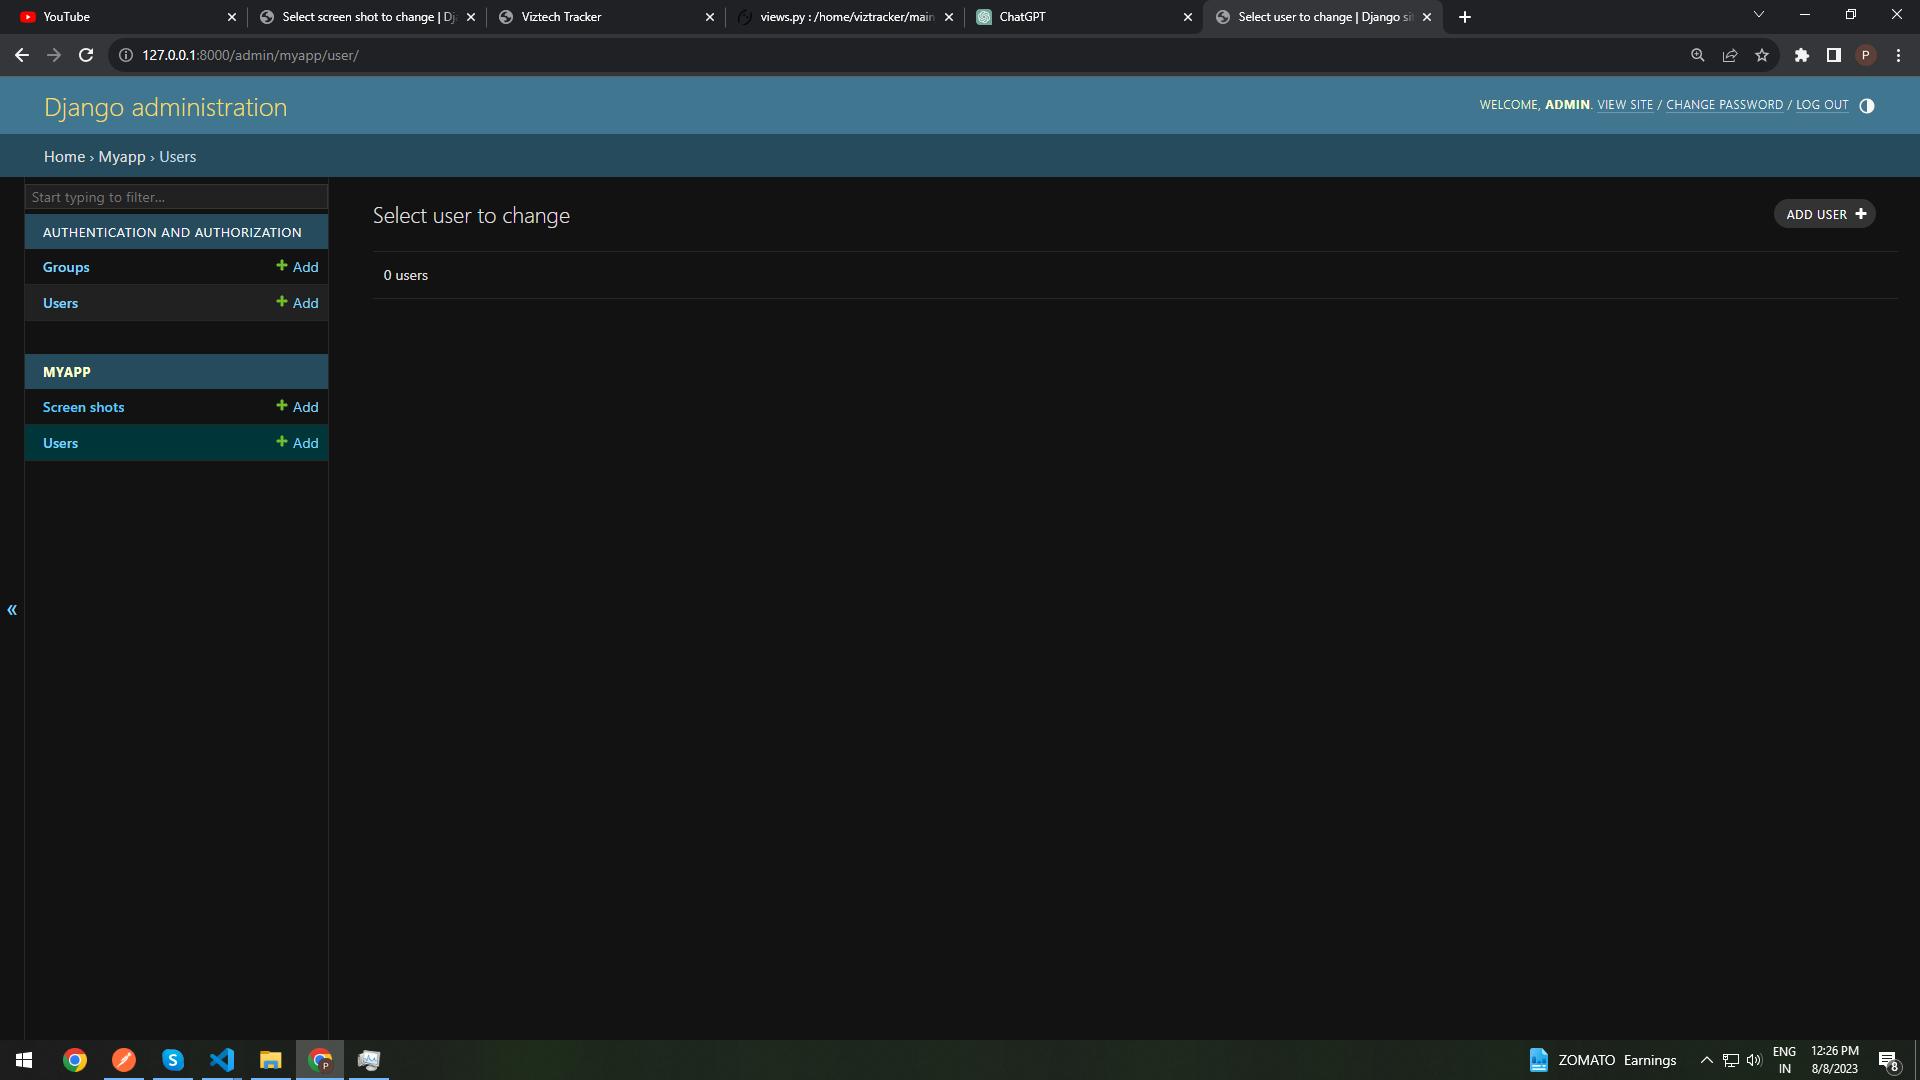 YouTube
Select screen shot to change | Dj
Viztech Tracker
views.py : /home/viztracker/main
ChatGPT
Select user to change | Django si
127.0.0.1:8000/admin/myapp/user/
P
Django administration
WELCOME, ADMIN. VIEW SITE / CHANGE PASSWORD / LOG OUT
Home › Myapp › Users
Start typing to filter...
AUTHENTICATION AND AUTHORIZATION
Groups + Add
Users + Add
MYAPP
Screen shots + Add
Users + Add
«
Select user to change
ADD USER +
0 users
ZOMATO Earnings
ENG
IN
12:26 PM
8/8/2023
8